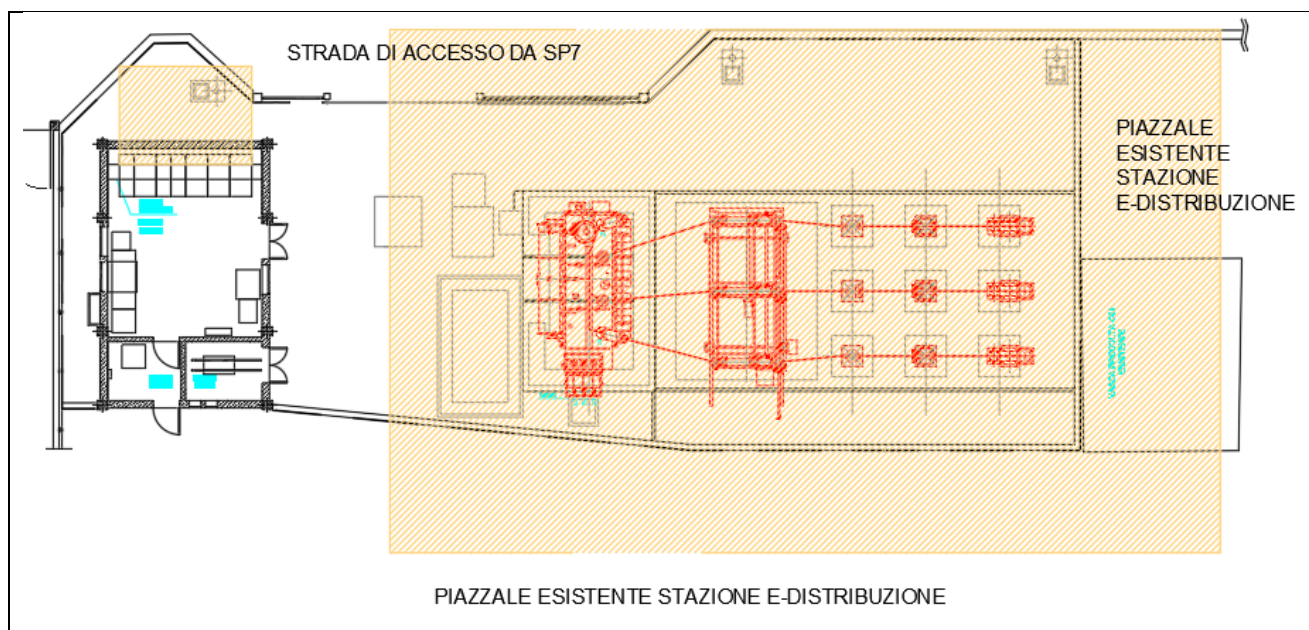 STRADA DI ACCESSO DA SP7
PIAZZALE
ESISTENTE
STAZIONE
E-DISTRIBUZIONE
PIAZZALE ESISTENTE STAZIONE E-DISTRIBUZIONE